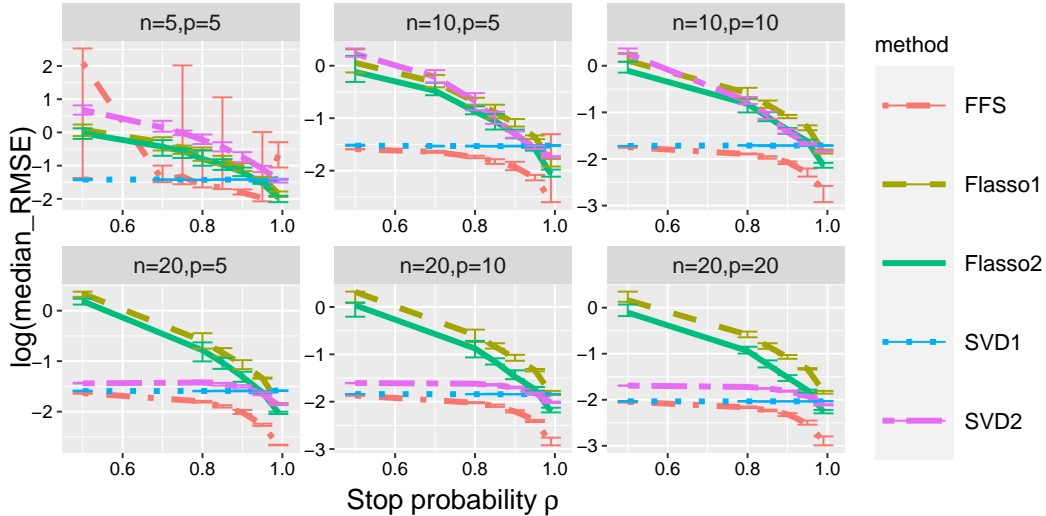 n=5,p=5
n=10,p=5
n=10,p=10
2
1
0
−1
−2
0
−1
−2
0
−1
−2
−3
0.6
0.8
1.0
0.6
0.8
1.0
0.6
0.8
1.0
n=20,p=5
n=20,p=10
n=20,p=20
0
−1
−2
0
−1
−2
−3
0
−1
−2
−3
0.6
0.8
1.0
0.6
0.8
1.0
0.6
0.8
1.0
log(median_RMSE)
Stop probability ρ
method
FFS
Flasso1
Flasso2
SVD1
SVD2